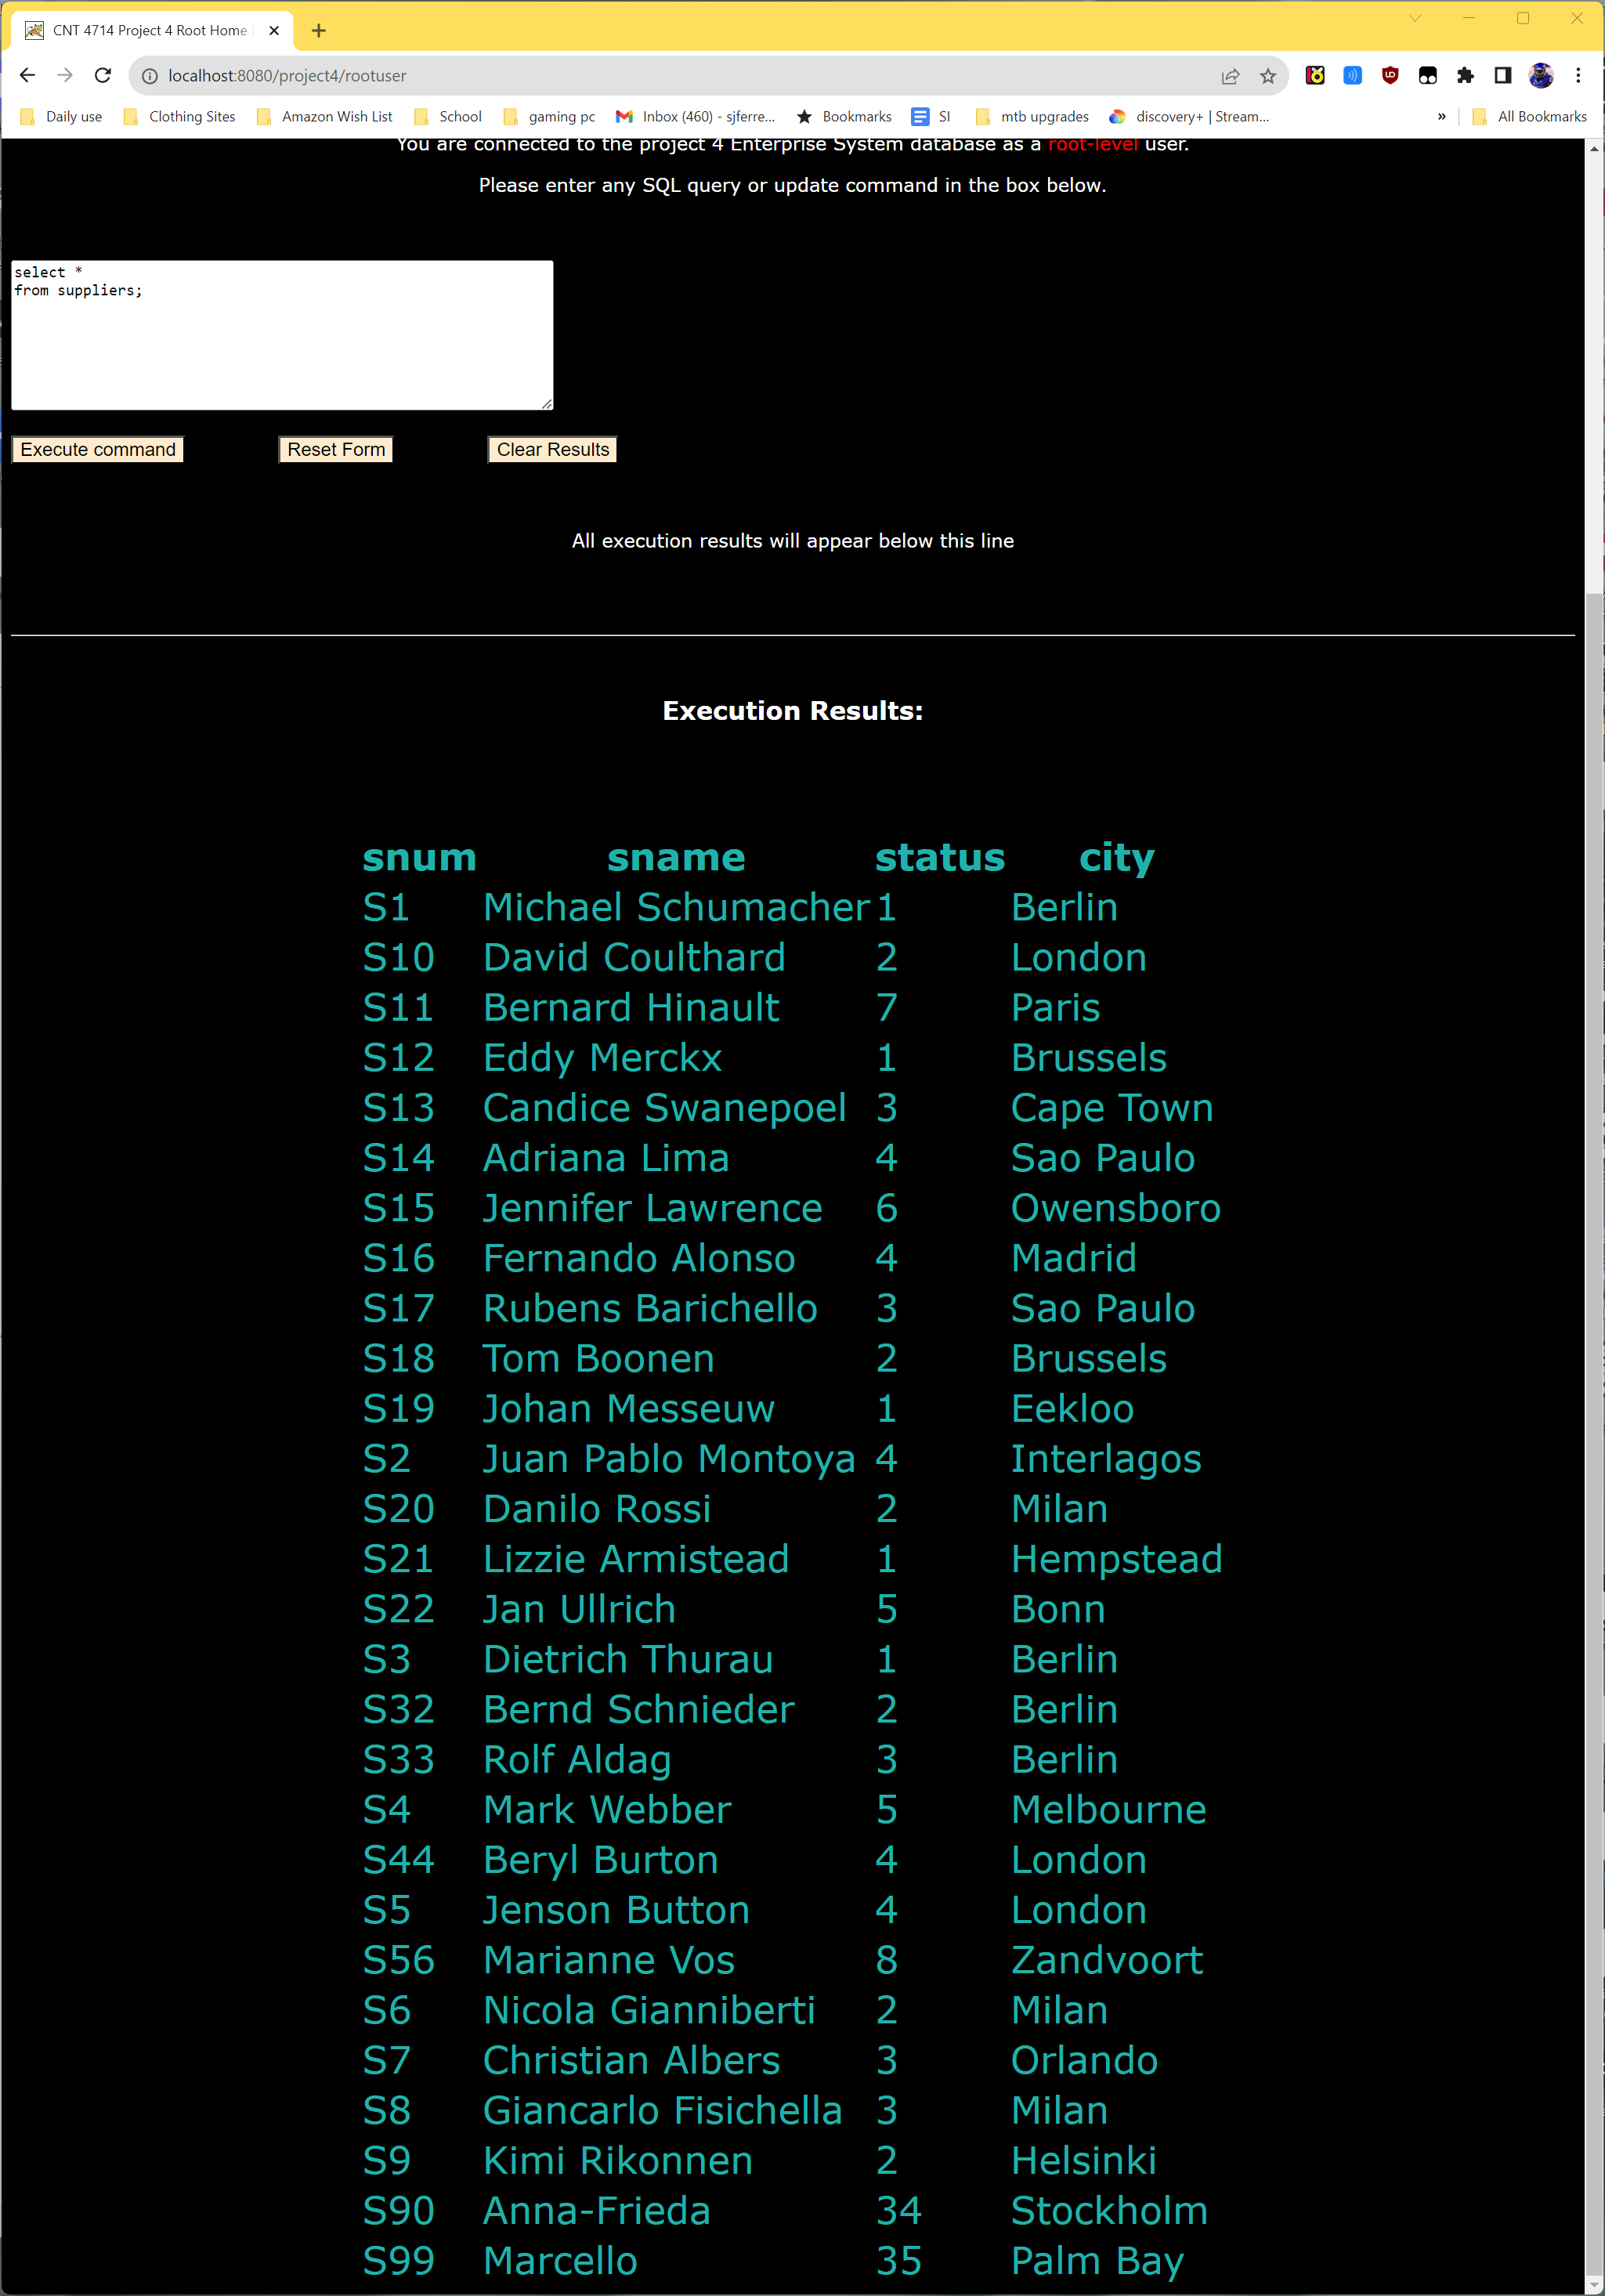 CNT 4714 Project 4 Root Home
localhost:8080/project4/rootuser
Daily use Clothing Sites Amazon Wish List School gaming pc Inbox (460) - sjferre... Bookmarks SI mtb upgrades discovery+ | Stream... » All Bookmarks
You are connected to the project 4 Enterprise System database as a root-level user.
Please enter any SQL query or update command in the box below.
select *
from suppliers;
Execute command Reset Form Clear Results
All execution results will appear below this line
Execution Results:
snum sname status city
S1 Michael Schumacher 1 Berlin
S10 David Coulthard 2 London
S11 Bernard Hinault 7 Paris
S12 Eddy Merckx 1 Brussels
S13 Candice Swanepoel 3 Cape Town
S14 Adriana Lima 4 Sao Paulo
S15 Jennifer Lawrence 6 Owensboro
S16 Fernando Alonso 4 Madrid
S17 Rubens Barichello 3 Sao Paulo
S18 Tom Boonen 2 Brussels
S19 Johan Messeuw 1 Eekloo
S2 Juan Pablo Montoya 4 Interlagos
S20 Danilo Rossi 2 Milan
S21 Lizzie Armistead 1 Hempstead
S22 Jan Ullrich 5 Bonn
S3 Dietrich Thurau 1 Berlin
S32 Bernd Schnieder 2 Berlin
S33 Rolf Aldag 3 Berlin
S4 Mark Webber 5 Melbourne
S44 Beryl Burton 4 London
S5 Jenson Button 4 London
S56 Marianne Vos 8 Zandvoort
S6 Nicola Gianniberti 2 Milan
S7 Christian Albers 3 Orlando
S8 Giancarlo Fisichella 3 Milan
S9 Kimi Rikonnen 2 Helsinki
S90 Anna-Frieda 34 Stockholm
S99 Marcello 35 Palm Bay